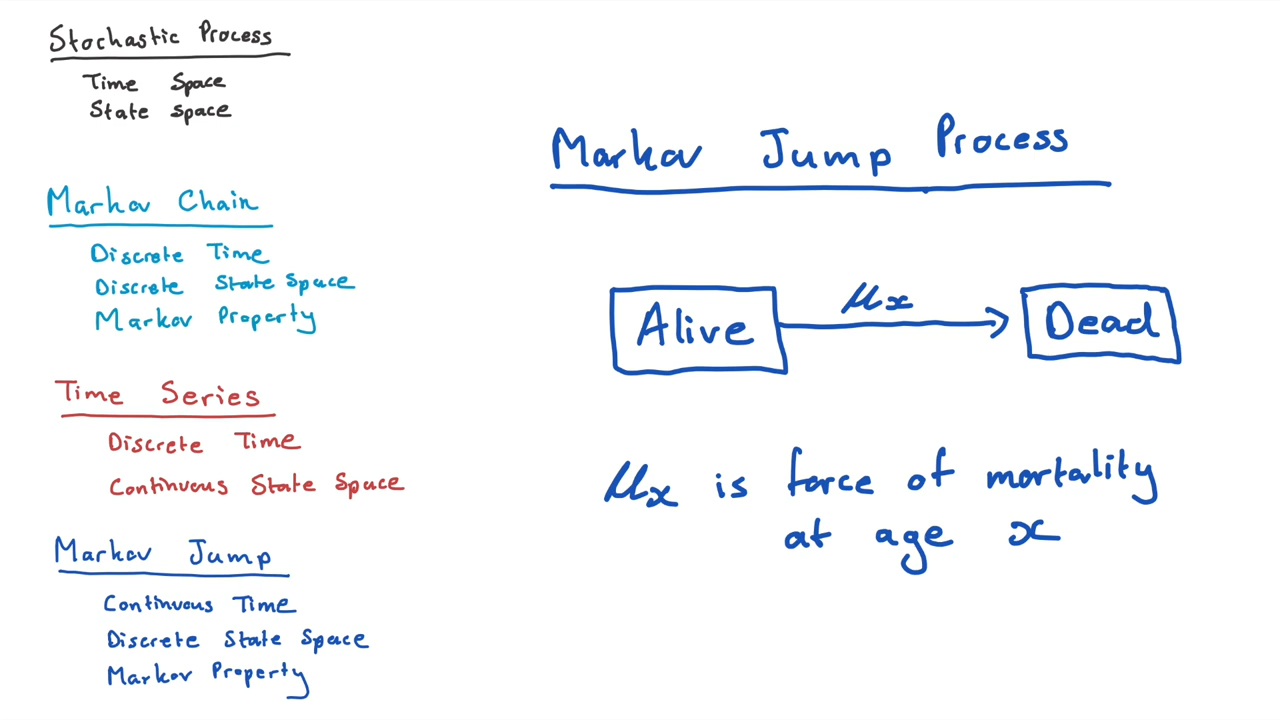 Stochastic Process
Time Space
State space
Markov Chain
Discrete Time
Discrete State Space
Markov Property
Time Series
Discrete Time
Continuous State Space
Markov Jump
Continuous Time
Discrete State Space
Markov Property
Markov Jump Process
Alive
μx
Dead
μx is force of mortality
at age x